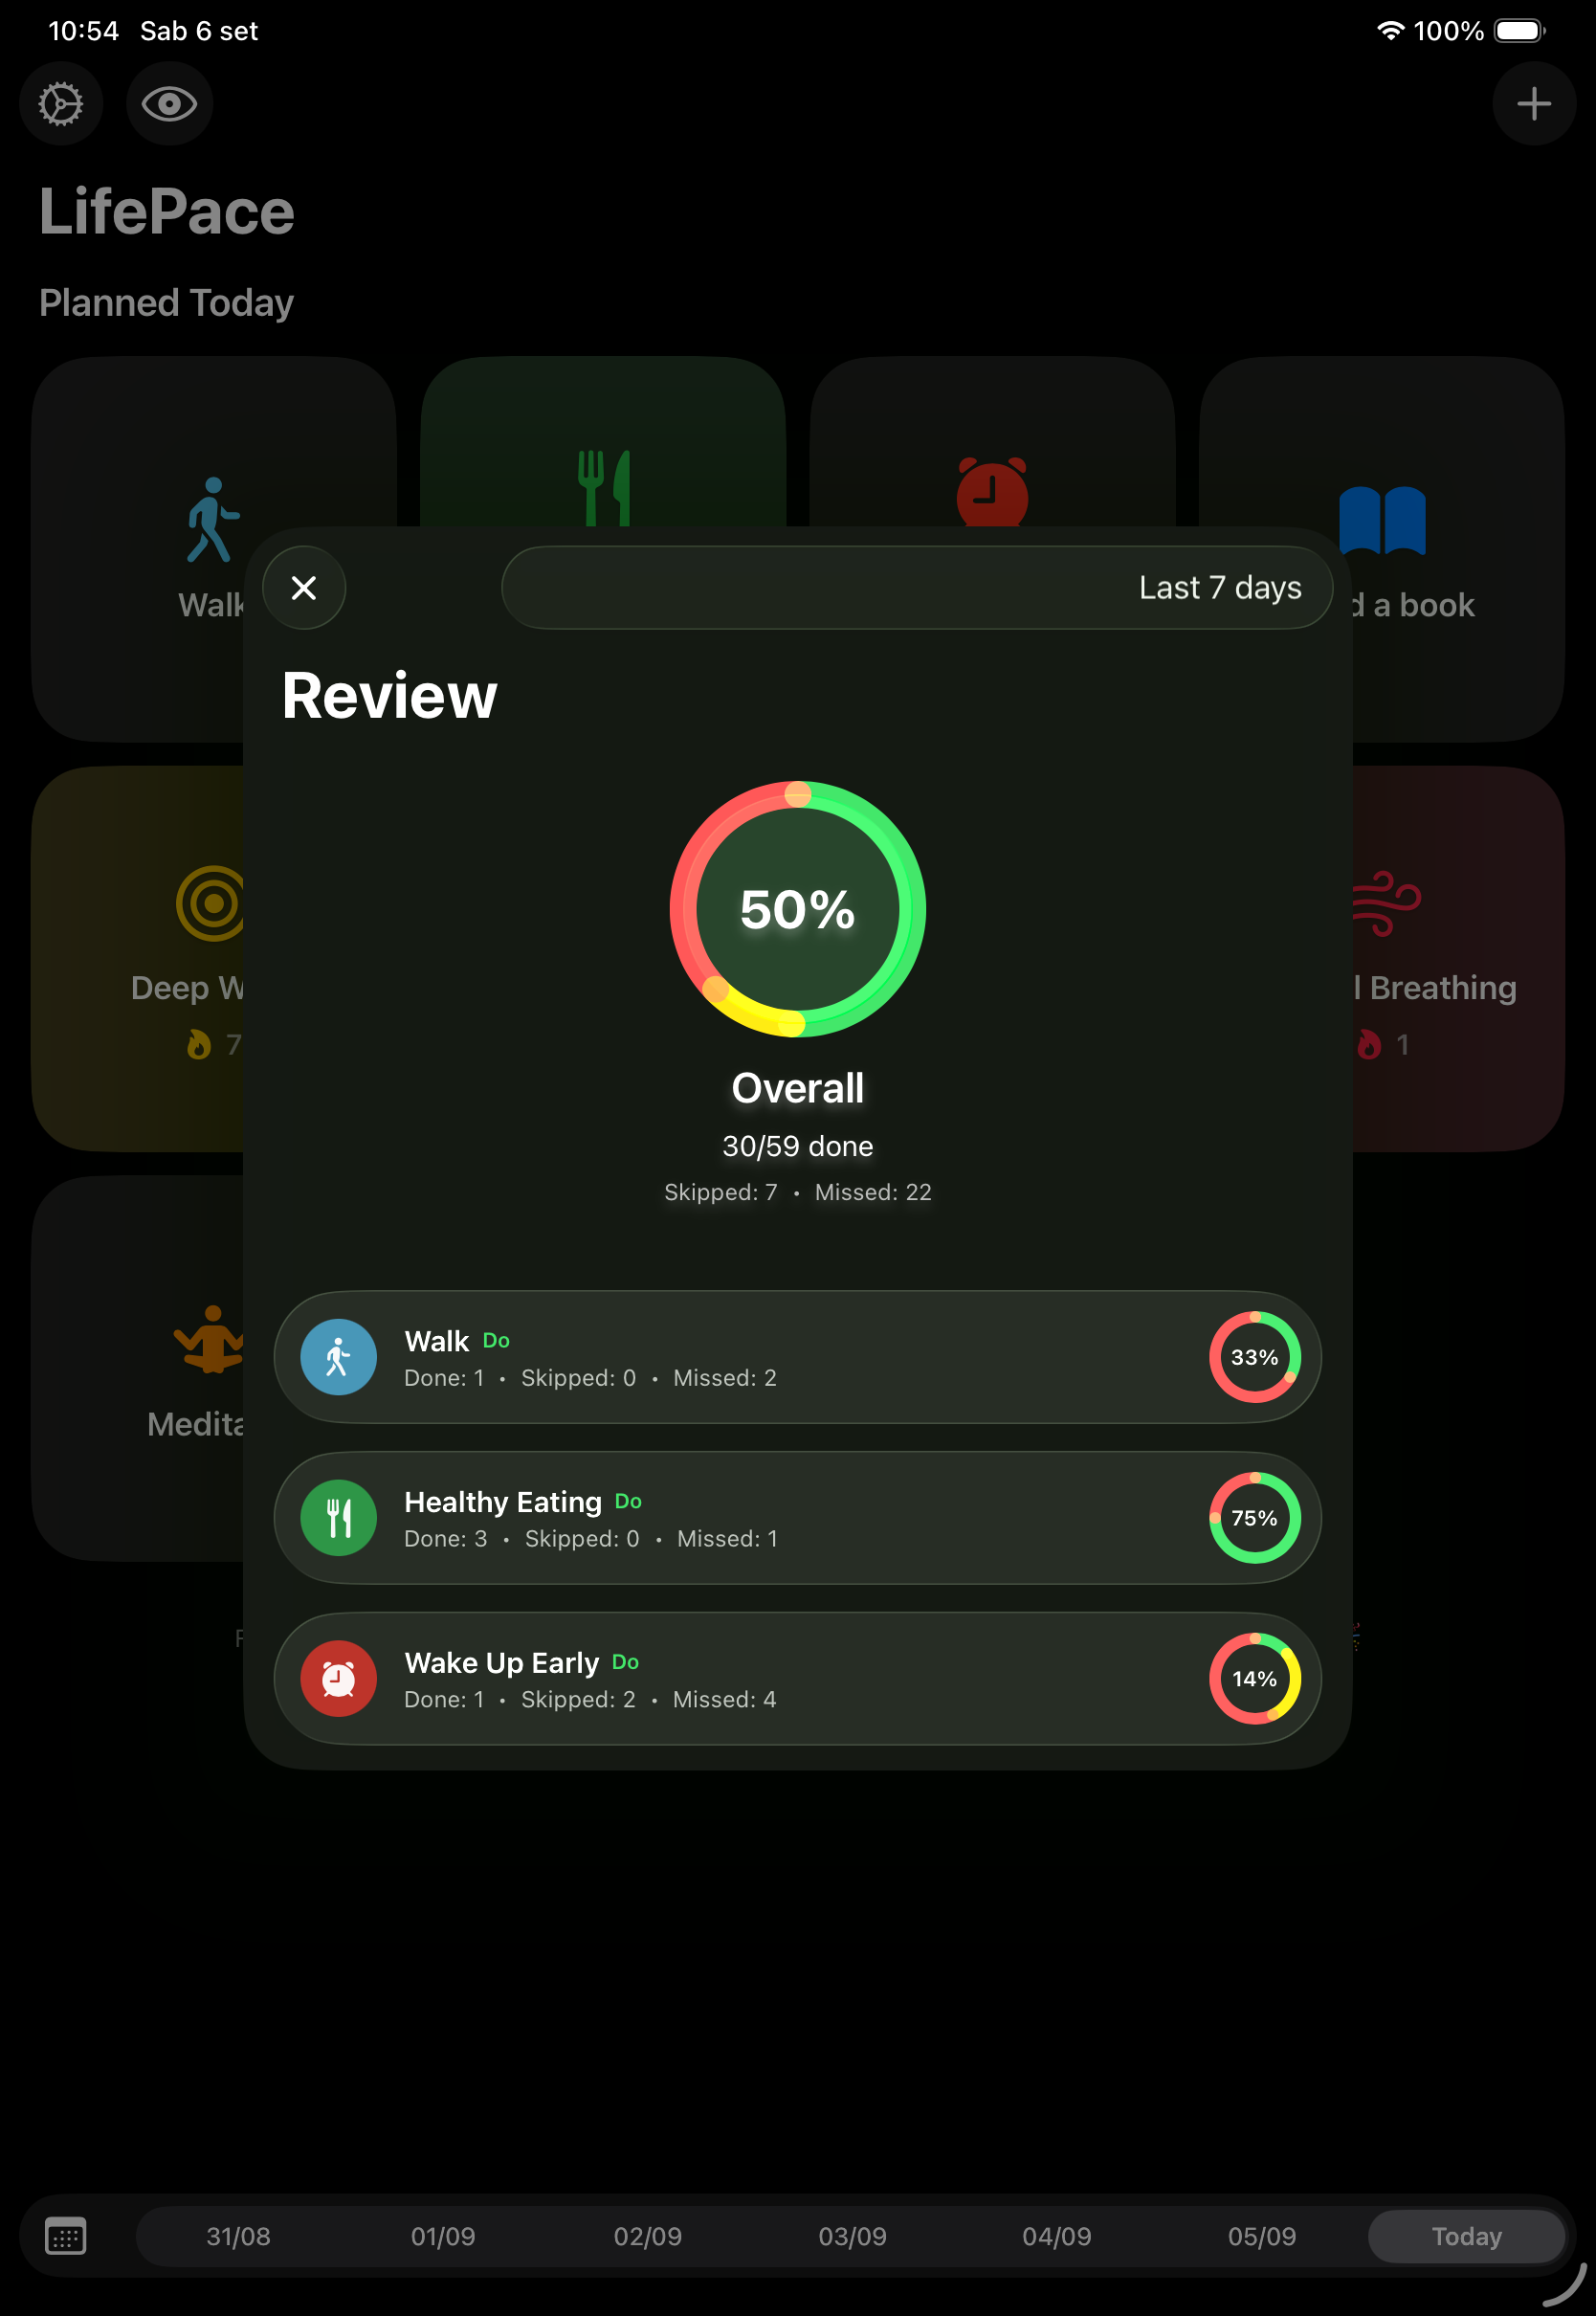 10:54 Sab 6 set 100%
LifePace
Planned Today
Last 7 days
Walk
a book
Review
50%
Deep
Breathing
7
1
Overall
30/59 done
Skipped: 7 • Missed: 22
Walk Do
33%
Done: 1 • Skipped: 0 • Missed: 2
Healthy Eating Do
75%
Done: 3 • Skipped: 0 • Missed: 1
Wake Up Early Do
14%
Done: 1 • Skipped: 2 • Missed: 4
31/08 01/09 02/09 03/09 04/09 05/09 Today